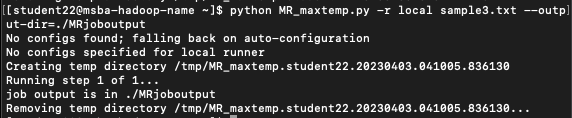 [[student22@msba-hadoop-name ~]$ python MR_maxtemp.py -r local sample3.txt --outp
ut-dir=./MRjoboutput
No configs found; falling back on auto-configuration
No configs specified for local runner
Creating temp directory /tmp/MR_maxtemp.student22.20230403.041005.836130
Running step 1 of 1...
job output is in ./MRjoboutput
Removing temp directory /tmp/MR_maxtemp.student22.20230403.041005.836130...